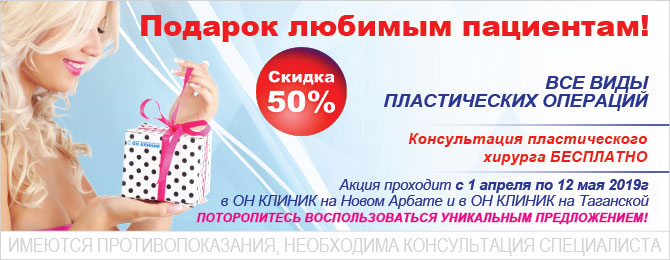 Подарок любимым пациентам!
Скидка
50%
ВСЕ ВИДЫ
ПЛАСТИЧЕСКИХ ОПЕРАЦИЙ
Консультация пластического
хирурга БЕСПЛАТНО
ОН КЛИНИК
Акция проходит с 1 апреля по 12 мая 2019г
в ОН КЛИНИК на Новом Арбате и в ОН КЛИНИК на Таганской
ПОТОРОПИТЕСЬ ВОСПОЛЬЗОВАТЬСЯ УНИКАЛЬНЫМ ПРЕДЛОЖЕНИЕМ!
ИМЕЮТСЯ ПРОТИВОПОКАЗАНИЯ, НЕОБХОДИМА КОНСУЛЬТАЦИЯ СПЕЦИАЛИСТА